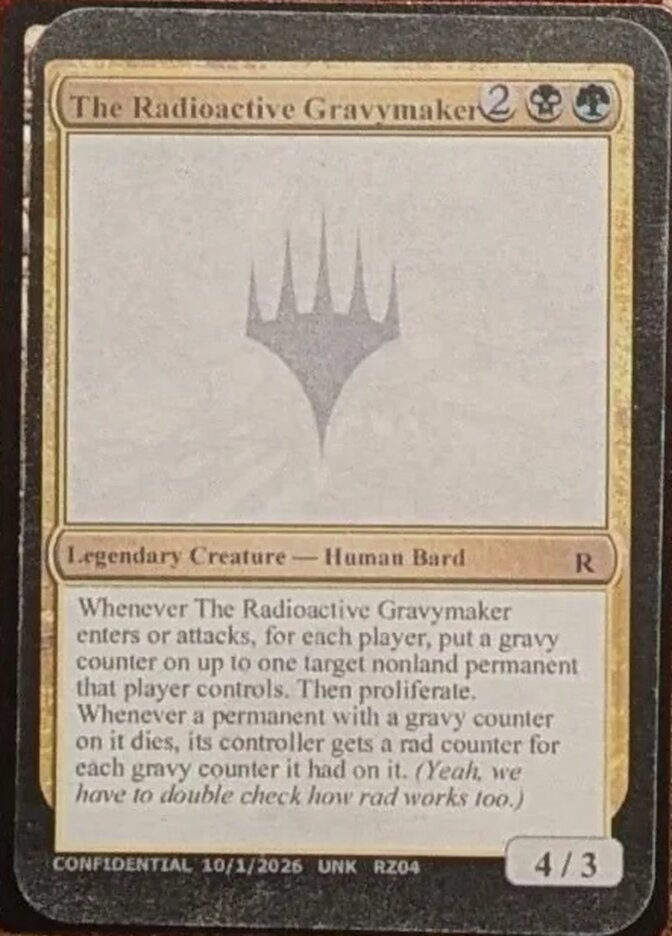 The Radioactive Gravymaker 2
Legendary Creature — Human Bard R
Whenever The Radioactive Gravymaker
enters or attacks, for each player, put a gravy
counter on up to one target nonland permanent
that player controls. Then proliferate.
Whenever a permanent with a gravy counter
on it dies, its controller gets a rad counter for
each gravy counter it had on it. (Yeah, we
have to double check how rad works too.)
CONFIDENTIAL 10/1/2026 UNK RZ04
4 / 3